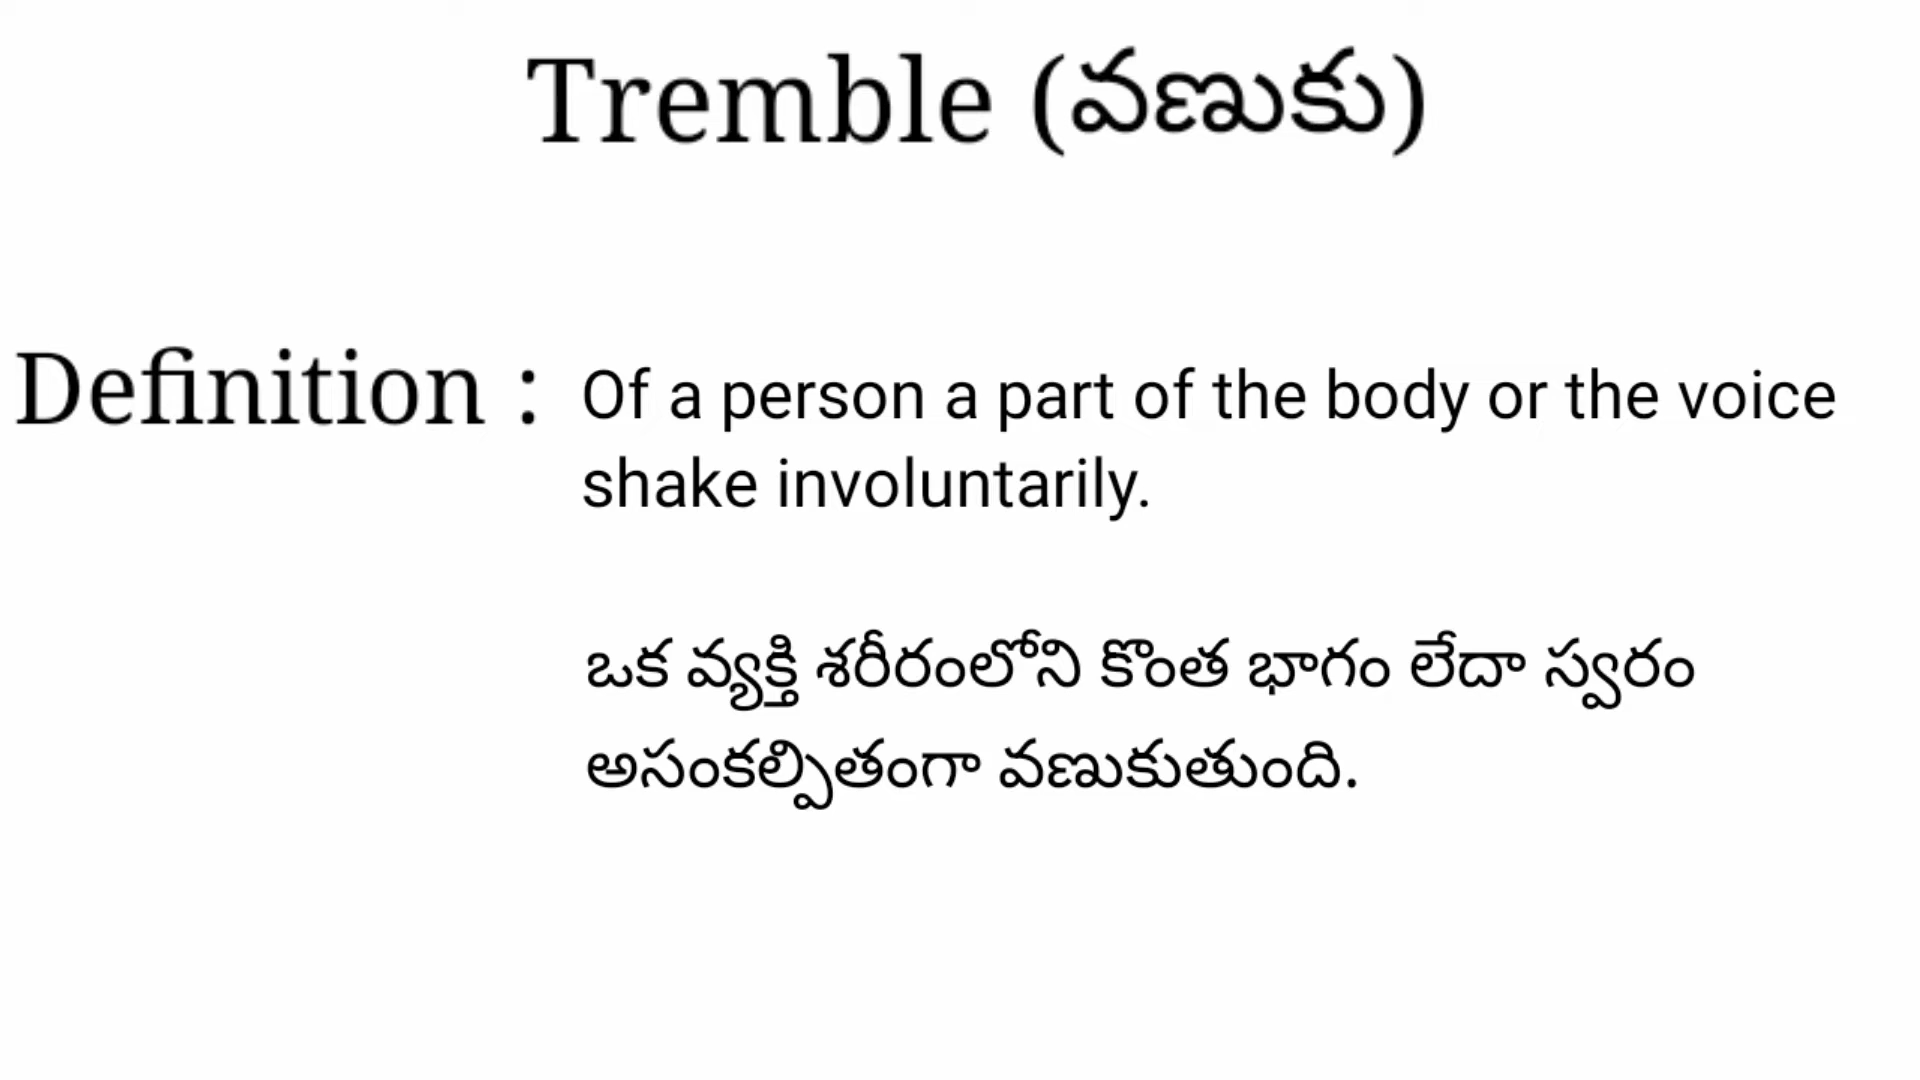 Tremble (వణుకు)
Definition : Of a person a part of the body or the voice
shake involuntarily.
ఒక వ్యక్తి శరీరంలోని కొంత భాగం లేదా స్వరం
అసంకల్పితంగా వణుకుతుంది.